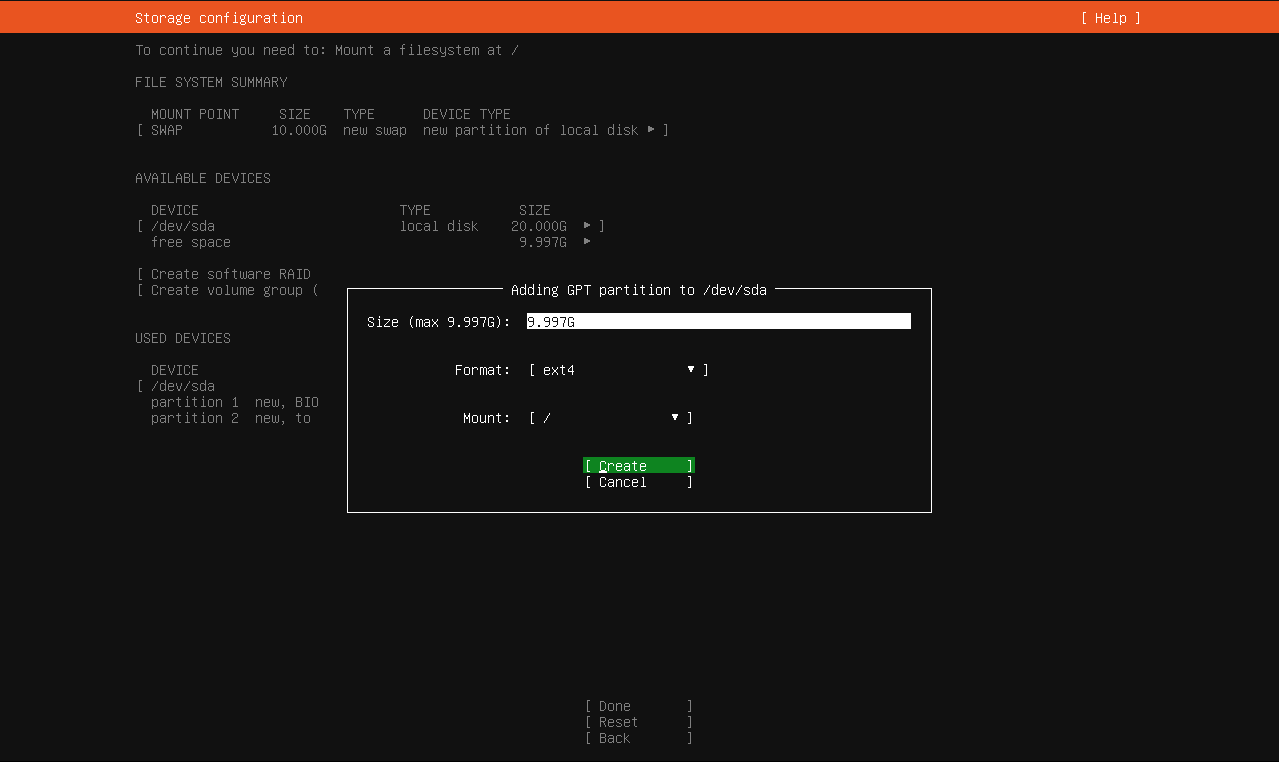 Storage configuration [ Help ]
To continue you need to: Mount a filesystem at /
FILE SYSTEM SUMMARY
MOUNT POINT SIZE TYPE DEVICE TYPE
[ SWAP 10.000G new swap new partition of local disk ▸ ]
AVAILABLE DEVICES
DEVICE TYPE SIZE
[ /dev/sda local disk 20.000G ▸ ]
free space 9.997G ▸
[ Create software RAID
[ Create volume group (
USED DEVICES
DEVICE
[ /dev/sda
partition 1 new, BIO
partition 2 new, to
Adding GPT partition to /dev/sda
Size (max 9.997G): 9.997G
Format: [ ext4 ▾ ]
Mount: [ / ▾ ]
[ Create ]
[ Cancel ]
[ Done ]
[ Reset ]
[ Back ]